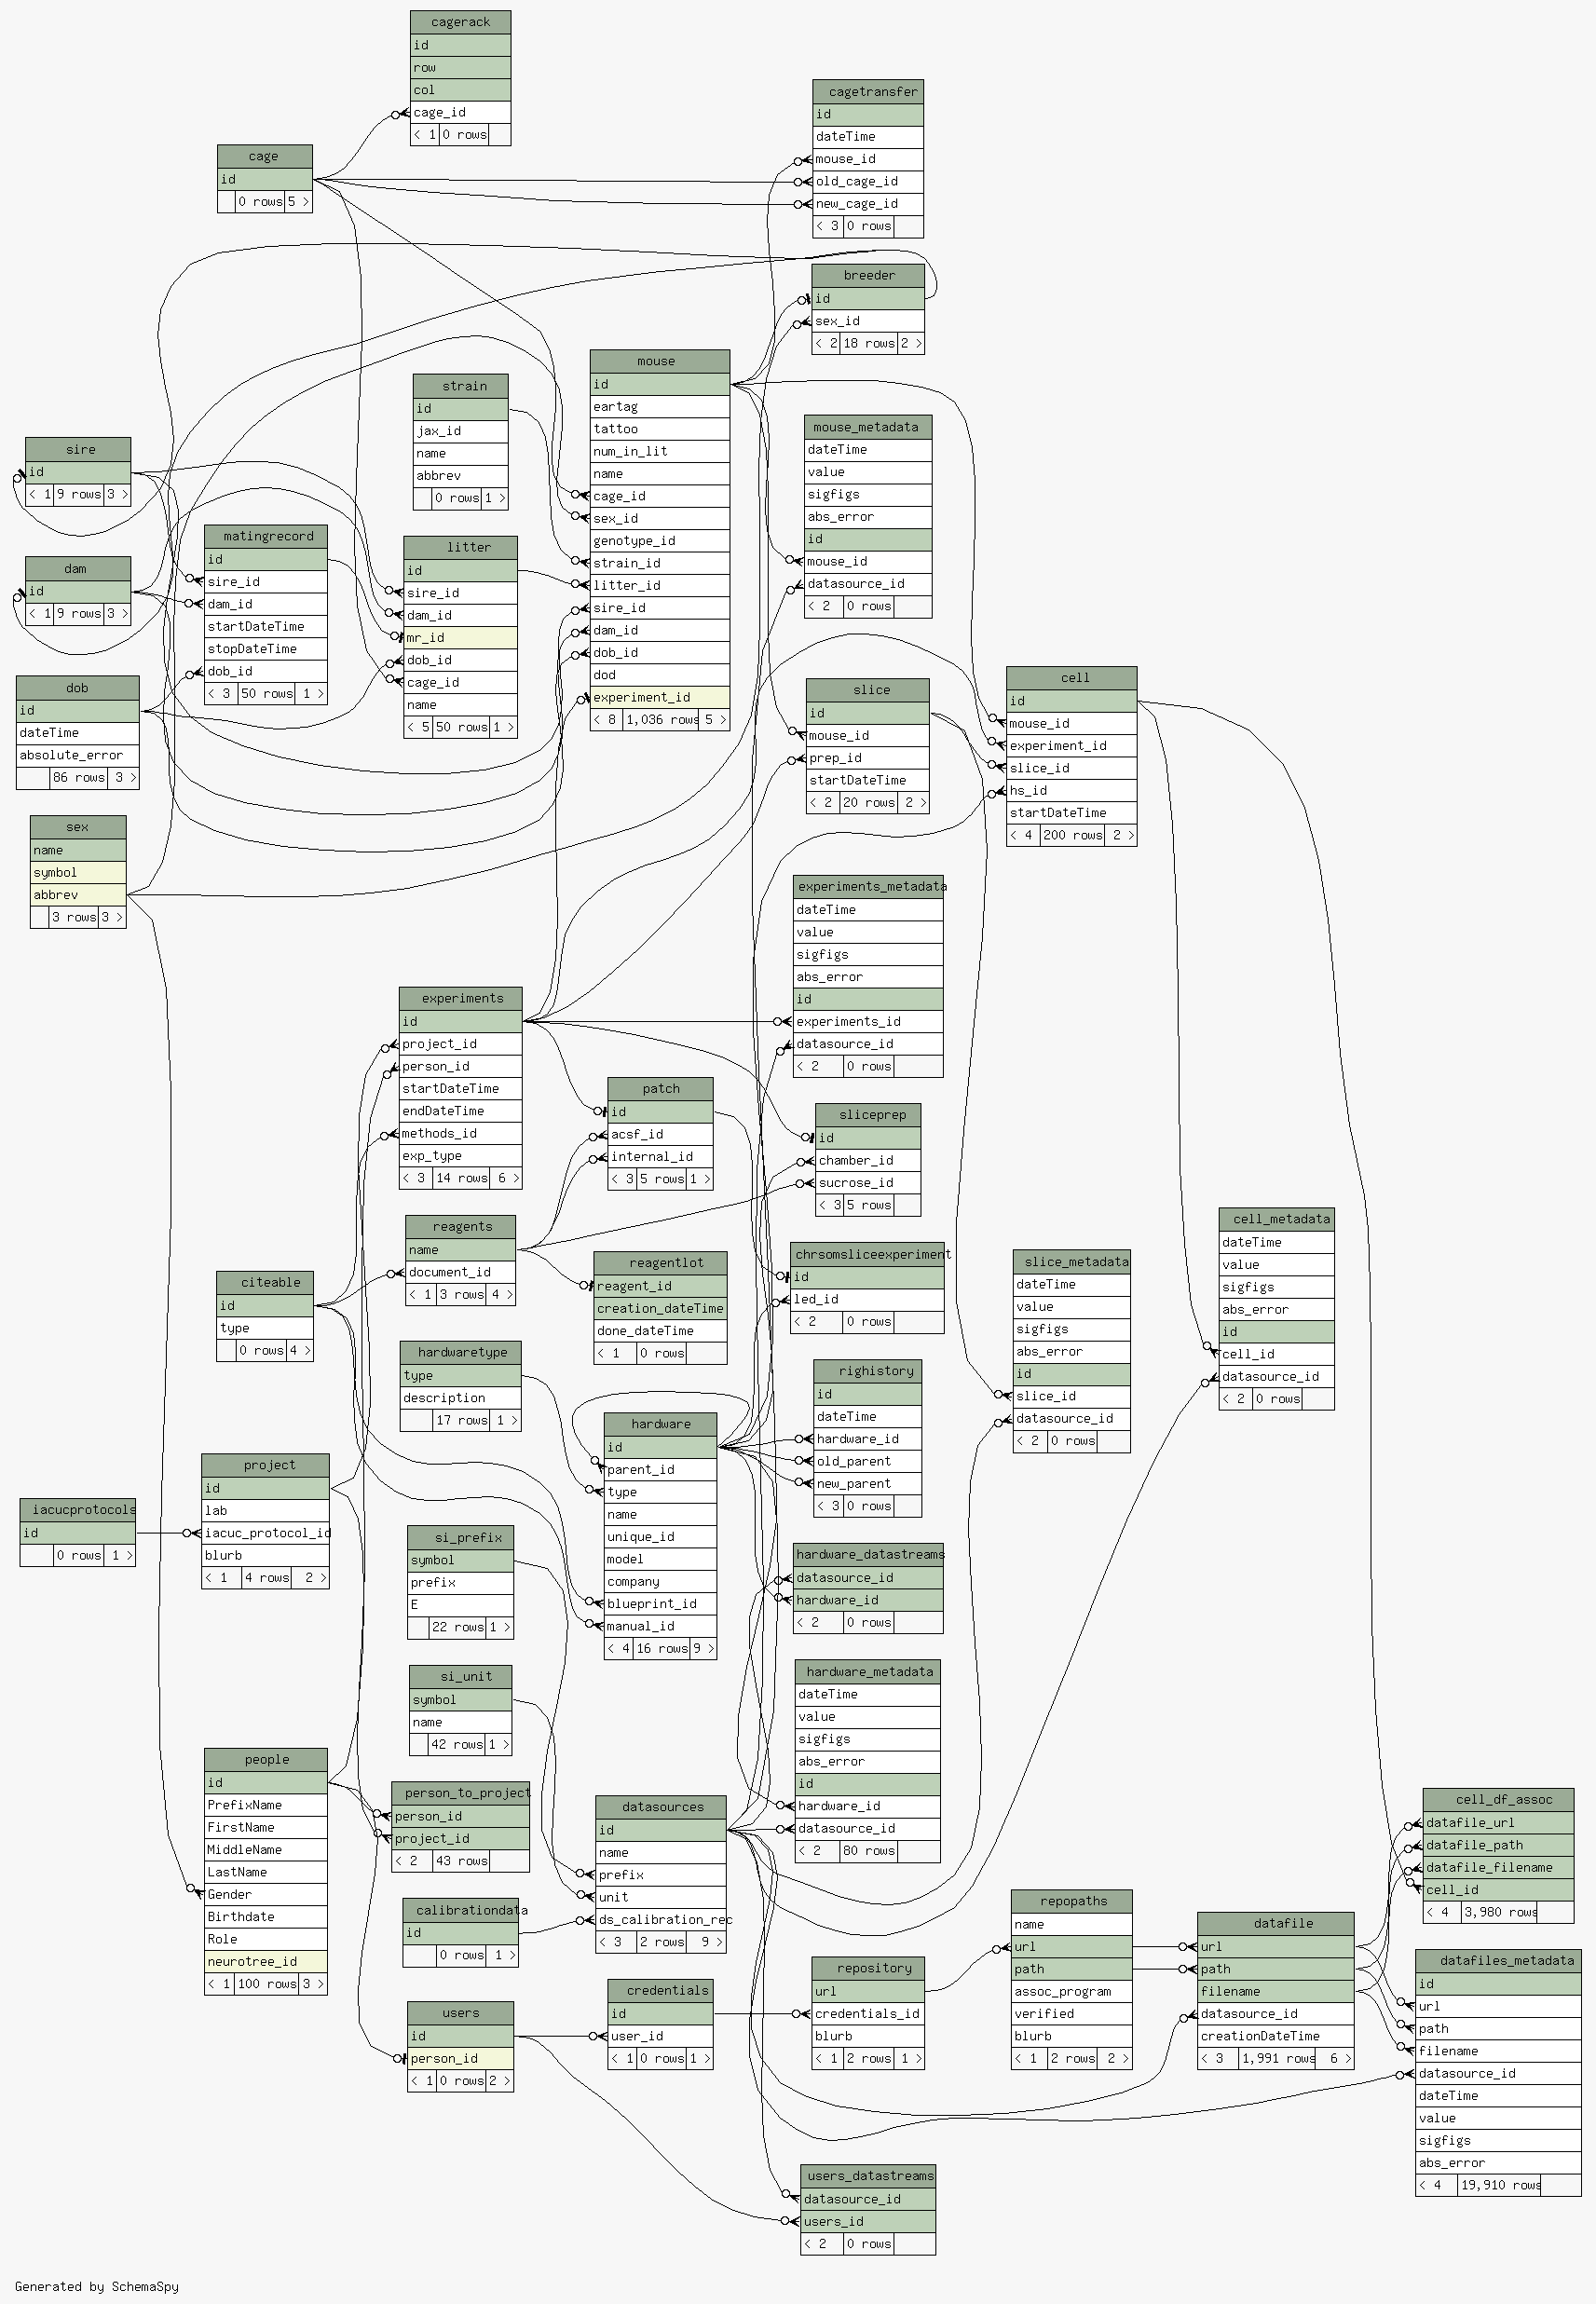 cagerack
id
row
col
cage_id
< 1 0 rows
cagetransfer
id
dateTime
mouse_id
old_cage_id
new_cage_id
< 3 0 rows
cage
id
0 rows 5 >
breeder
id
sex_id
< 2 18 rows 2 >
mouse
id
eartag
tattoo
num_in_lit
name
cage_id
sex_id
genotype_id
strain_id
litter_id
sire_id
dam_id
dob_id
dod
experiment_id
< 8 1,036 rows 5 >
strain
id
jax_id
name
abbrev
0 rows 1 >
mouse_metadata
dateTime
value
sigfigs
abs_error
id
mouse_id
datasource_id
< 2 0 rows
sire
id
< 1 9 rows 3 >
matingrecord
id
sire_id
dam_id
startDateTime
stopDateTime
dob_id
< 3 50 rows 1 >
litter
id
sire_id
dam_id
mr_id
dob_id
cage_id
name
< 5 50 rows 1 >
dam
id
< 1 9 rows 3 >
dob
id
dateTime
absolute_error
86 rows 3 >
slice
id
mouse_id
prep_id
startDateTime
< 2 20 rows 2 >
cell
id
mouse_id
experiment_id
slice_id
hs_id
startDateTime
< 4 200 rows 2 >
sex
name
symbol
abbrev
3 rows 3 >
experiments_metadata
dateTime
value
sigfigs
abs_error
id
experiments_id
datasource_id
< 2 0 rows
experiments
id
project_id
person_id
startDateTime
endDateTime
methods_id
exp_type
< 3 14 rows 6 >
patch
id
acsf_id
internal_id
< 3 5 rows 1 >
sliceprep
id
chamber_id
sucrose_id
< 3 5 rows
reagents
name
document_id
< 1 3 rows 4 >
reagentlot
reagent_id
creation_dateTime
done_dateTime
< 1 0 rows
chrsomsliceexperiment
id
led_id
< 2 0 rows
slice_metadata
dateTime
value
sigfigs
abs_error
id
slice_id
datasource_id
< 2 0 rows
cell_metadata
dateTime
value
sigfigs
abs_error
id
cell_id
datasource_id
< 2 0 rows
citeable
id
type
0 rows 4 >
hardwaretype
type
description
17 rows 1 >
righistory
id
dateTime
hardware_id
old_parent
new_parent
< 3 0 rows
hardware
id
parent_id
type
name
unique_id
model
company
blueprint_id
manual_id
< 4 16 rows 9 >
project
id
lab
iacuc_protocol_id
blurb
< 1 4 rows 2 >
iacucprotocols
id
0 rows 1 >
si_prefix
symbol
prefix
E
22 rows 1 >
hardware_datastreams
datasource_id
hardware_id
< 2 0 rows
si_unit
symbol
name
42 rows 1 >
hardware_metadata
dateTime
value
sigfigs
abs_error
id
hardware_id
datasource_id
< 2 80 rows
people
id
PrefixName
FirstName
MiddleName
LastName
Gender
Birthdate
Role
neurotree_id
< 1 100 rows 3 >
person_to_project
person_id
project_id
< 2 43 rows
datasources
id
name
prefix
unit
ds_calibration_rec
< 3 2 rows 9 >
calibrationdata
id
0 rows 1 >
cell_df_assoc
datafile_url
datafile_path
datafile_filename
cell_id
< 4 3,980 rows
repopaths
name
url
path
assoc_program
verified
blurb
< 1 2 rows 2 >
datafile
url
path
filename
datasource_id
creationDateTime
< 3 1,991 rows 6 >
datafiles_metadata
id
url
path
filename
datasource_id
dateTime
value
sigfigs
abs_error
< 4 19,910 rows
repository
url
credentials_id
blurb
< 1 2 rows 1 >
credentials
id
user_id
< 1 0 rows 1 >
users
id
person_id
< 1 0 rows 2 >
users_datastreams
datasource_id
users_id
< 2 0 rows
Generated by SchemaSpy